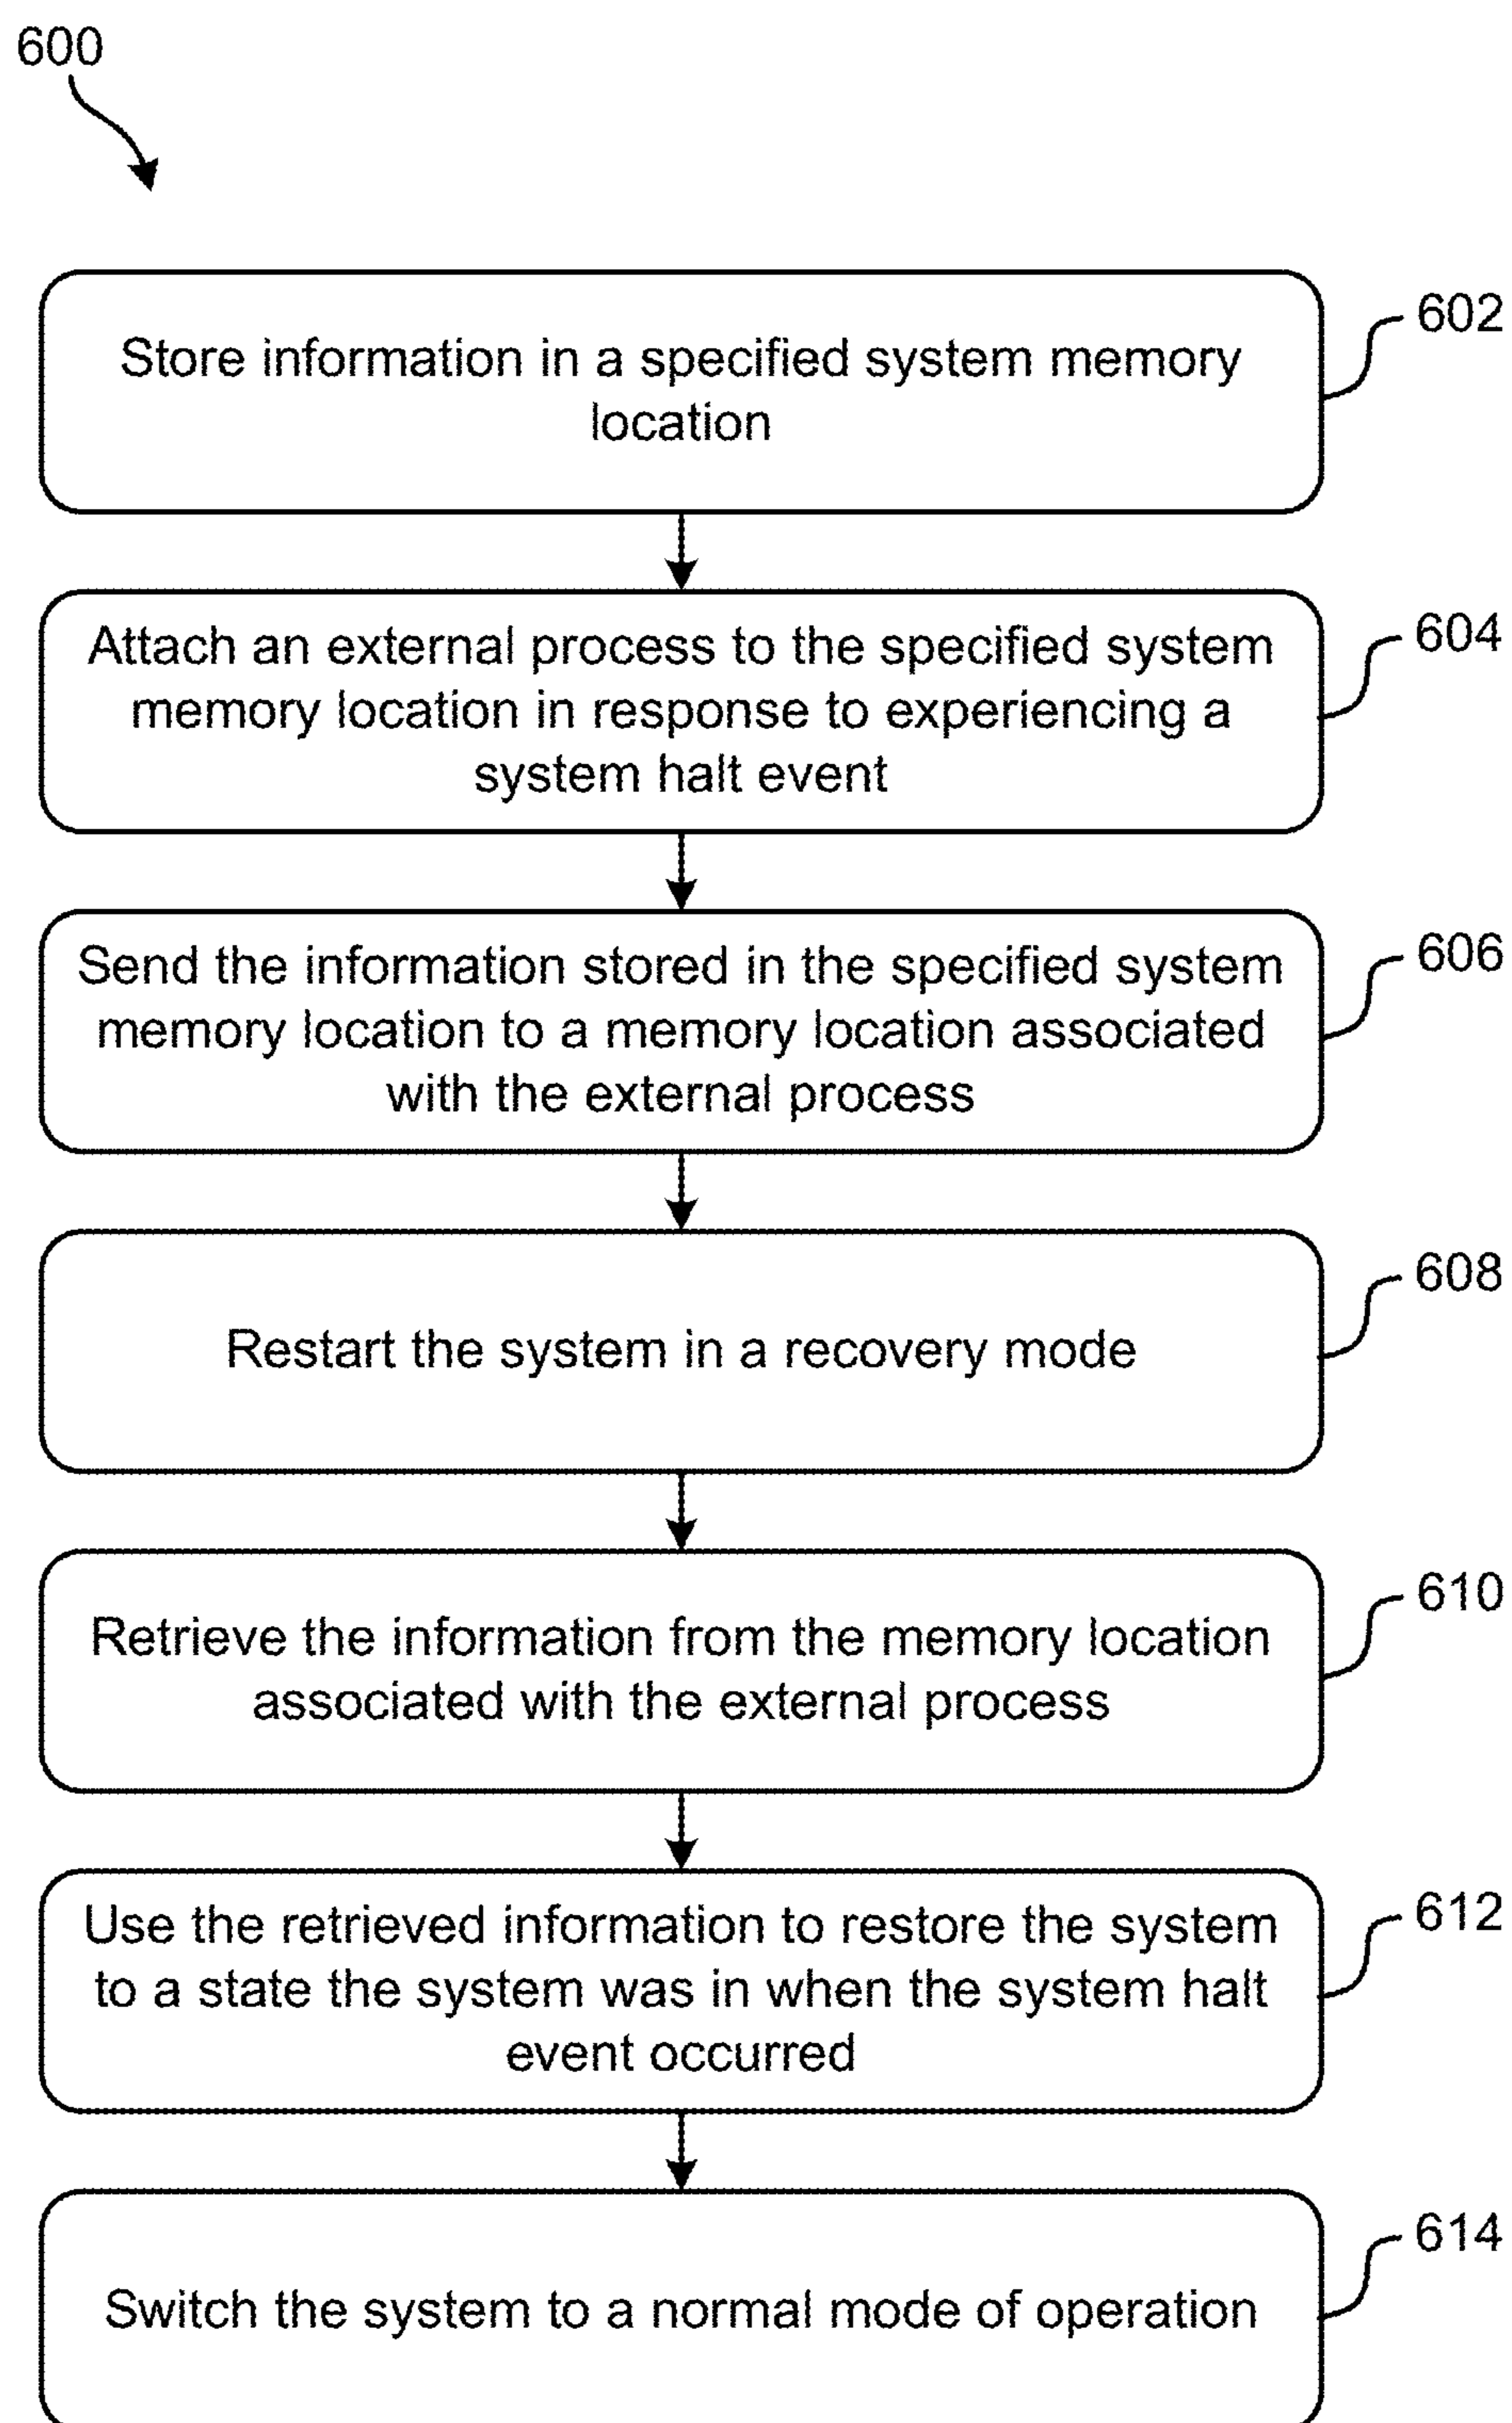 600
Store information in a specified system memory
location
602
Attach an external process to the specified system
memory location in response to experiencing a
system halt event
604
Send the information stored in the specified system
memory location to a memory location associated
with the external process
606
Restart the system in a recovery mode
608
Retrieve the information from the memory location
associated with the external process
610
Use the retrieved information to restore the system
to a state the system was in when the system halt
event occurred
612
Switch the system to a normal mode of operation
614